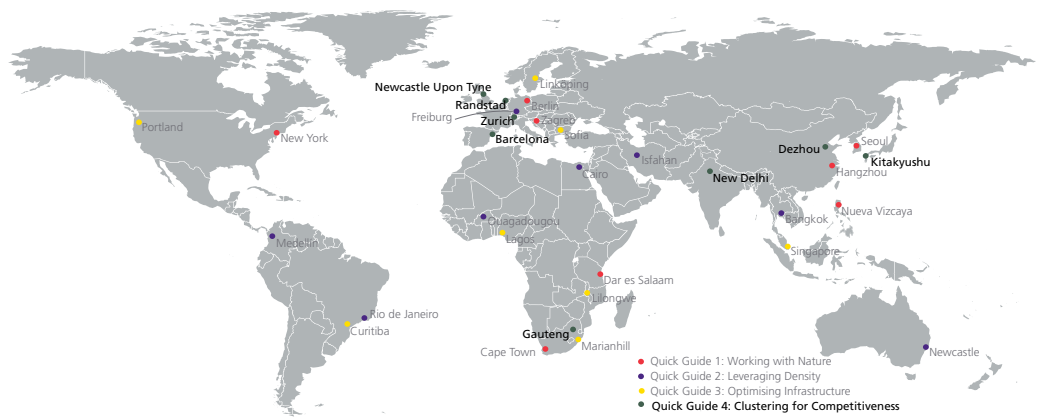 Linköping
Newcastle Upon Tyne
Randstad
Berlin
Freiburg
Zurich
Zagreb
Sofia
Barcelona
Portland
New York
Isfahan
Dezhou
Seoul
Kitakyushu
Hangzhou
Cairo
New Delhi
Nueva Vizcaya
Bangkok
Ouagadougou
Lagos
Medellin
Singapore
Dar es Salaam
Lilongwe
Rio de Janeiro
Curitiba
Gauteng
Marianhill
Cape Town
Newcastle
Quick Guide 1: Working with Nature
Quick Guide 2: Leveraging Density
Quick Guide 3: Optimising Infrastructure
Quick Guide 4: Clustering for Competitiveness